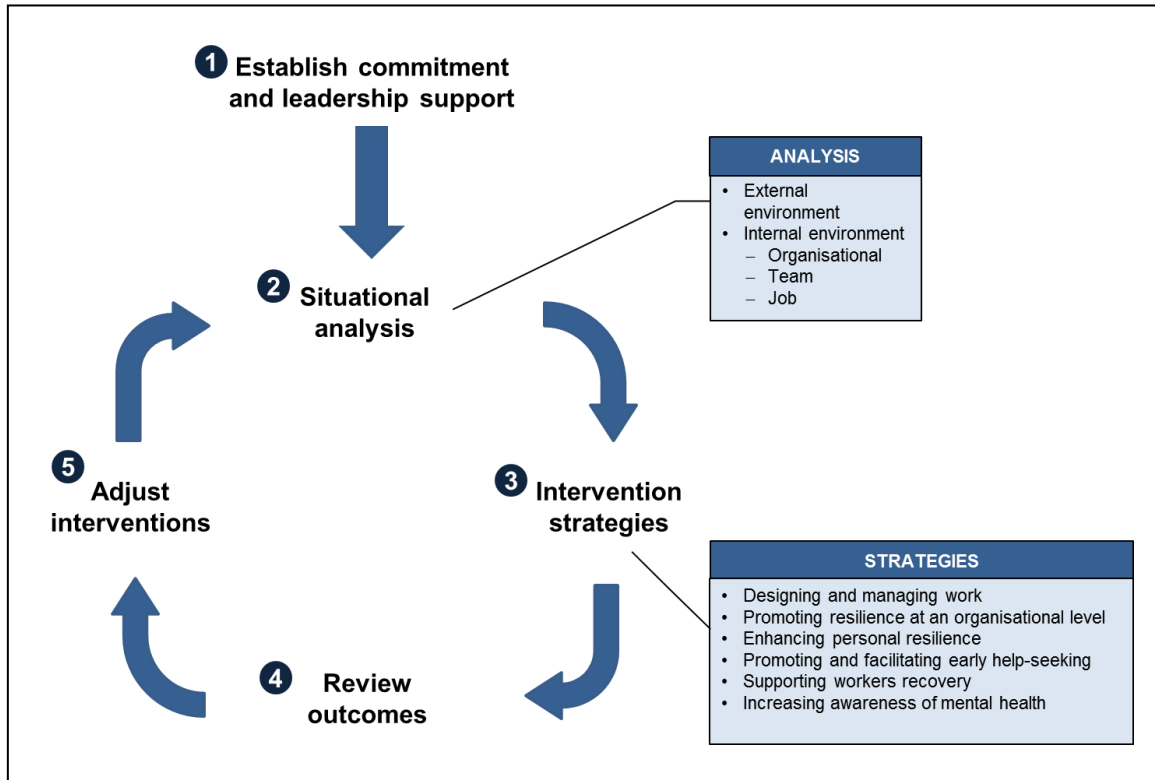 1 Establish commitment
and leadership support
ANALYSIS
• External
environment
• Internal environment
– Organisational
– Team
– Job
2 Situational
analysis
3 Intervention
strategies
STRATEGIES
• Designing and managing work
• Promoting resilience at an organisational level
• Enhancing personal resilience
• Promoting and facilitating early help-seeking
• Supporting workers recovery
• Increasing awareness of mental health
4 Review
outcomes
5 Adjust
interventions